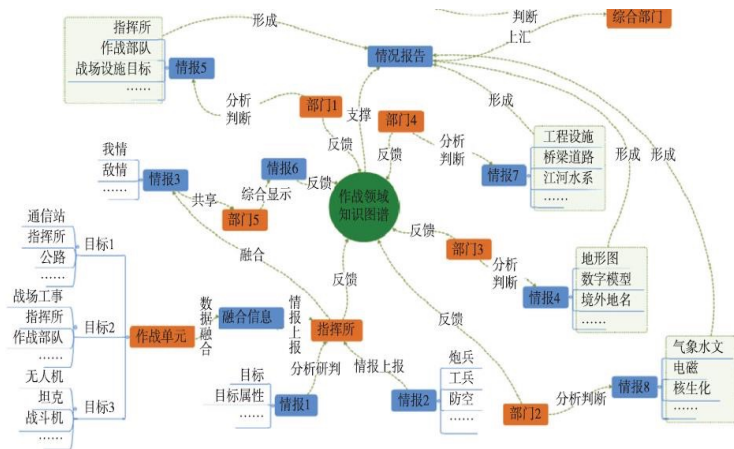 判断
上汇
综合部门
形成
指挥所
作战部队
战场设施目标
……
情报5
情况报告
分析
判断
部门1
支撑
部门4
形成
反馈
反馈
分析
判断
工程设施
桥梁道路
江河水系
……
情报7
形成
形成
我情
敌情
……
情报3
共享
情报6
综合显示
反馈
部门5
作战领域
知识图谱
反馈
部门3
分析
判断
情报4
地形图
数字模型
境外地名
……
通信站
指挥所
公路
……
目标1
融合
反馈
战场工事
指挥所
作战部队
……
目标2
作战单元
数据融合
融合信息
情报上报
指挥所
反馈
无人机
坦克
战斗机
……
目标3
目标
目标属性
……
情报1
分析研判
情报上报
情报2
炮兵
工兵
防空
……
部门2
分析判断
情报8
气象水文
电磁
核生化
……